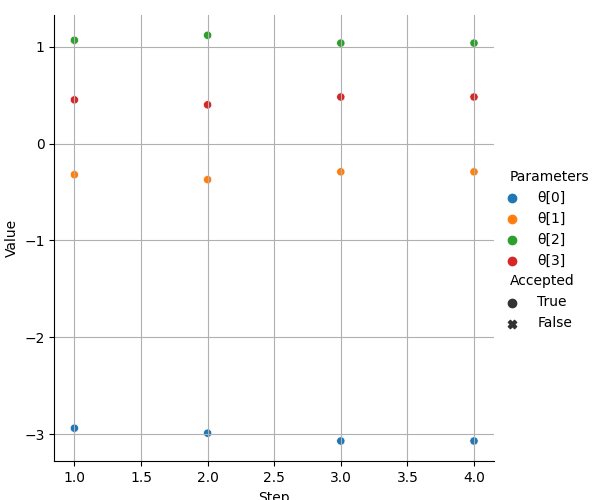 1
0
−1
−2
−3
Value
1.0 1.5 2.0 2.5 3.0 3.5 4.0
Step
Parameters
θ[0]
θ[1]
θ[2]
θ[3]
Accepted
True
False